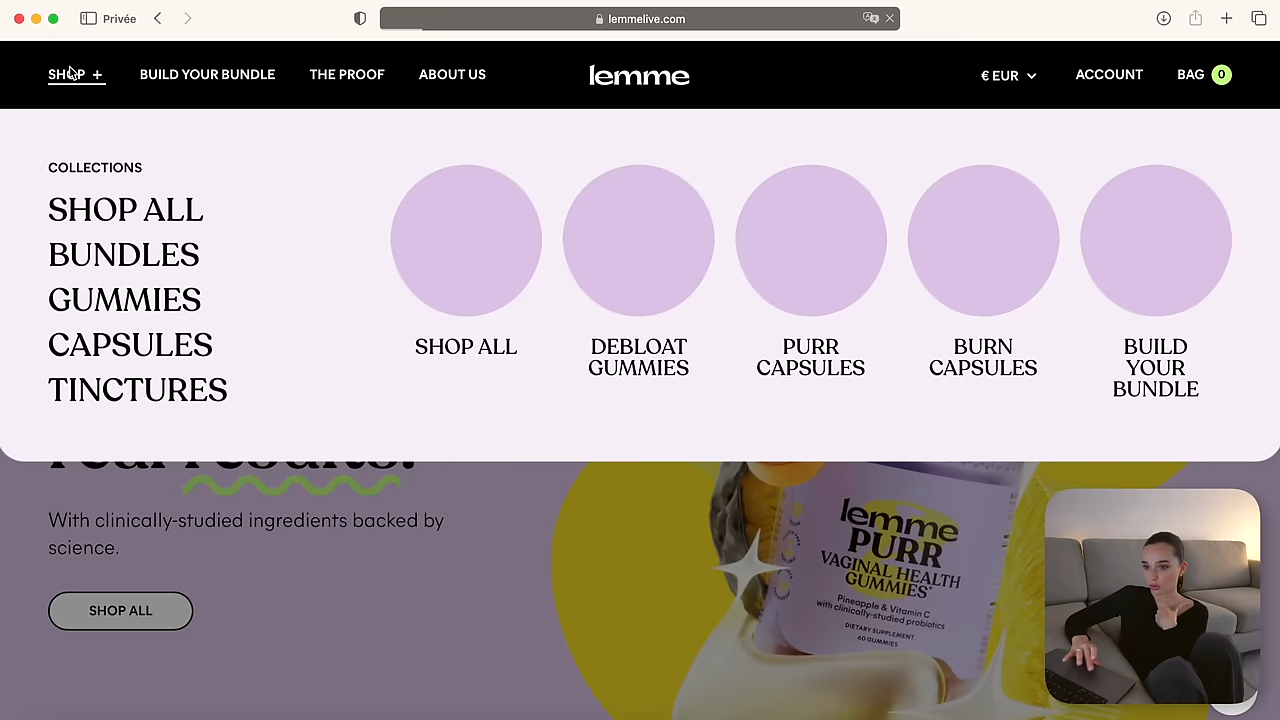 Privée
lemmelive.com
SHOP +
BUILD YOUR BUNDLE
THE PROOF
ABOUT US
lemme
€ EUR
ACCOUNT
BAG 0
COLLECTIONS
SHOP ALL
BUNDLES
GUMMIES
CAPSULES
TINCTURES
SHOP ALL
DEBLOAT
GUMMIES
PURR
CAPSULES
BURN
CAPSULES
BUILD
YOUR
BUNDLE
results.
With clinically-studied ingredients backed by
science.
SHOP ALL
lemme
PURR
VAGINAL HEALTH
GUMMIES*
Pineapple & Vitamin C
with clinically-studied probiotics
DIETARY SUPPLEMENT
60 GUMMIES